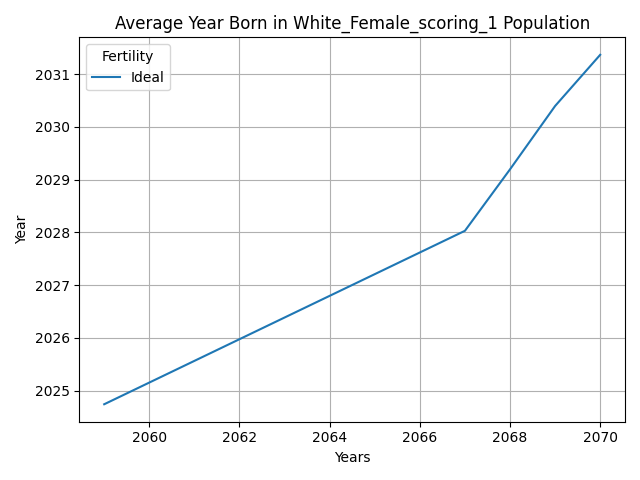 Average Year Born in White_Female_scoring_1 Population
Fertility
Ideal
2031
2030
2029
2028
2027
2026
2025
Year
2060 2062 2064 2066 2068 2070
Years